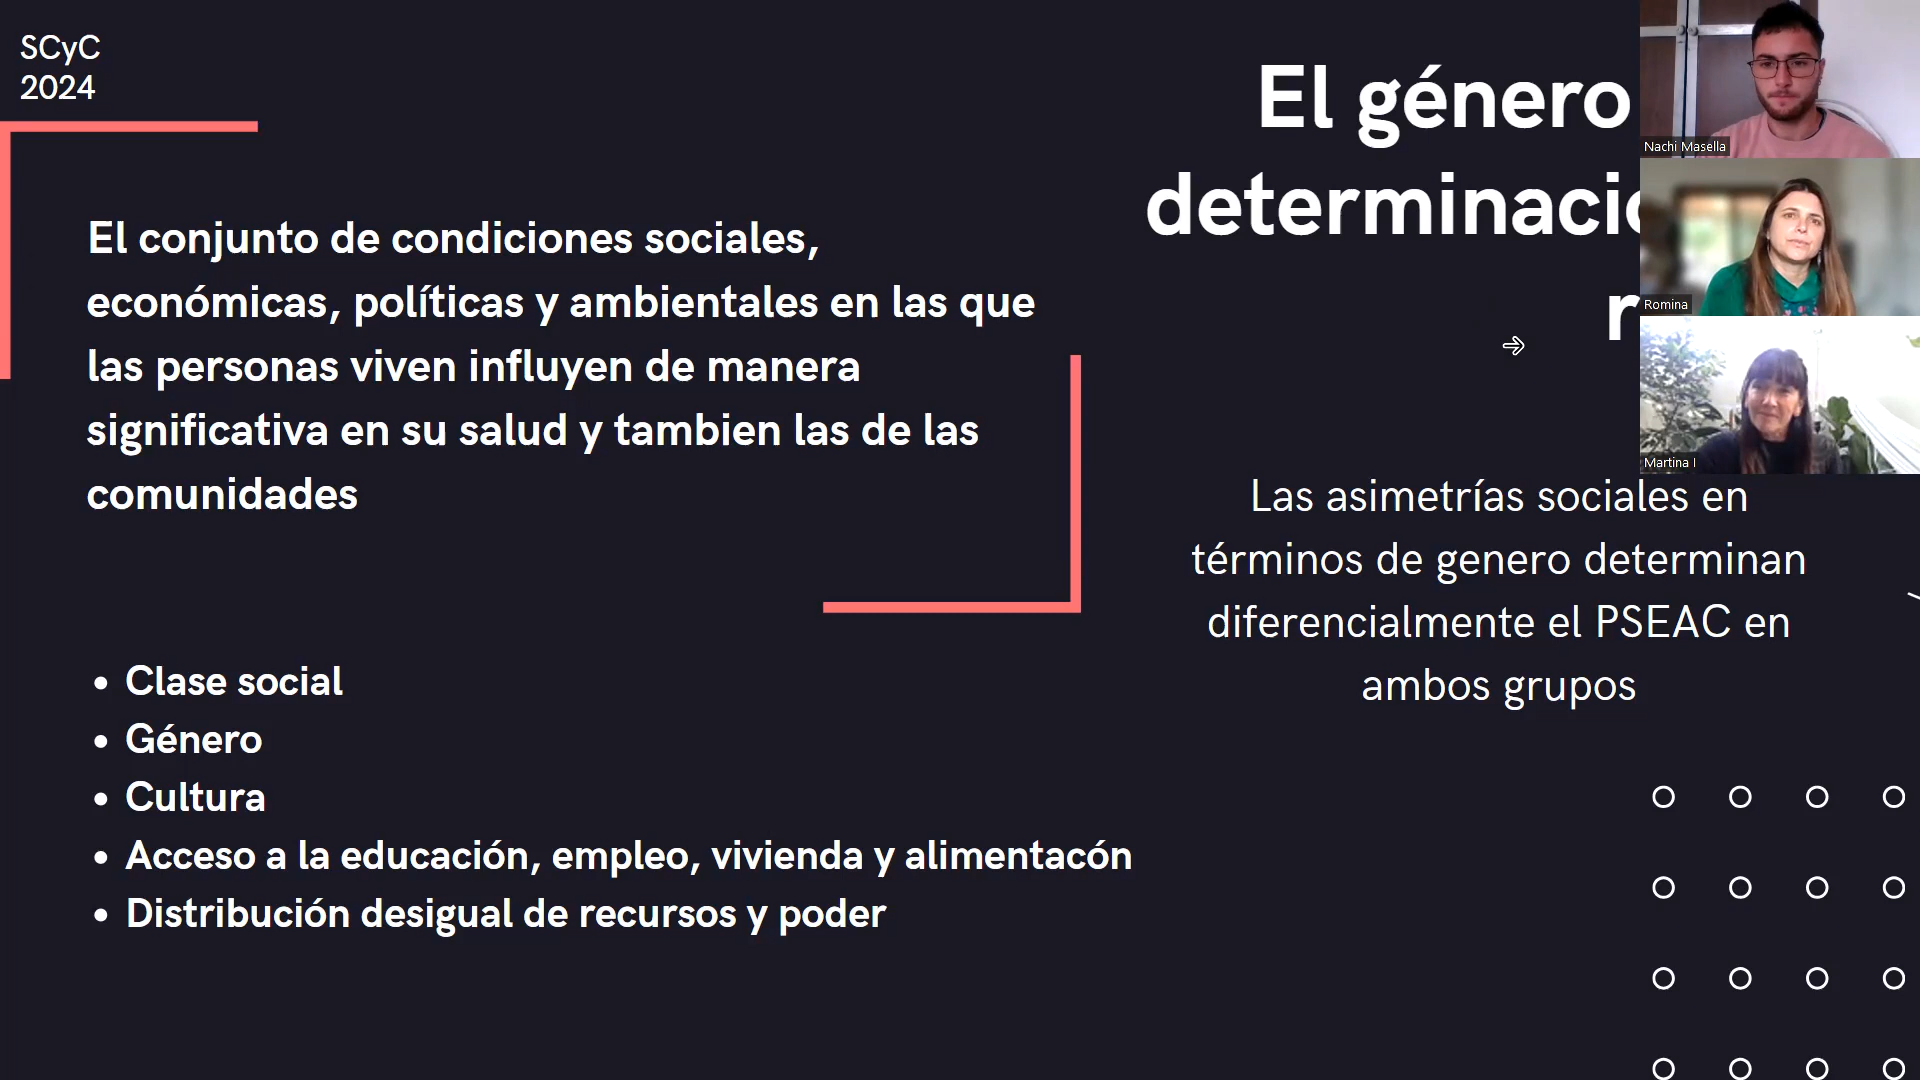 SCyC
2024
El conjunto de condiciones sociales,
económicas, políticas y ambientales en las que
las personas viven influyen de manera
significativa en su salud y tambien las de las
comunidades
Clase social
Género
Cultura
Acceso a la educación, empleo, vivienda y alimentacón
Distribución desigual de recursos y poder
El género
Las asimetrías sociales en
términos de genero determinan
diferencialmente el PSEAC en
ambos grupos
Nachi Masella
Romina
Martina I